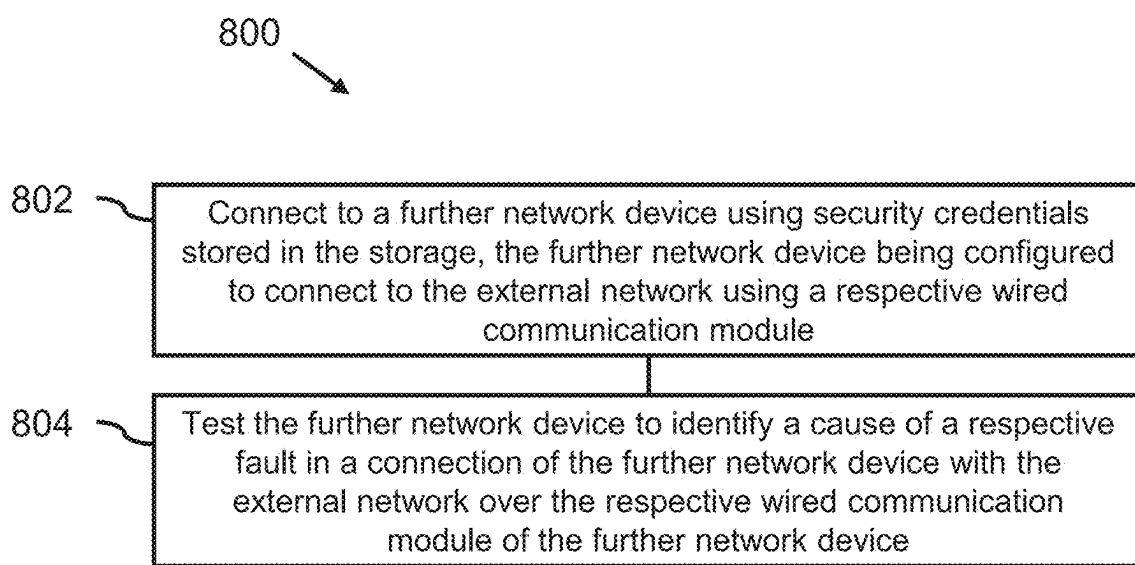 800
802
Connect to a further network device using security credentials
stored in the storage, the further network device being configured
to connect to the external network using a respective wired
communication module
804
Test the further network device to identify a cause of a respective
fault in a connection of the further network device with the
external network over the respective wired communication
module of the further network device